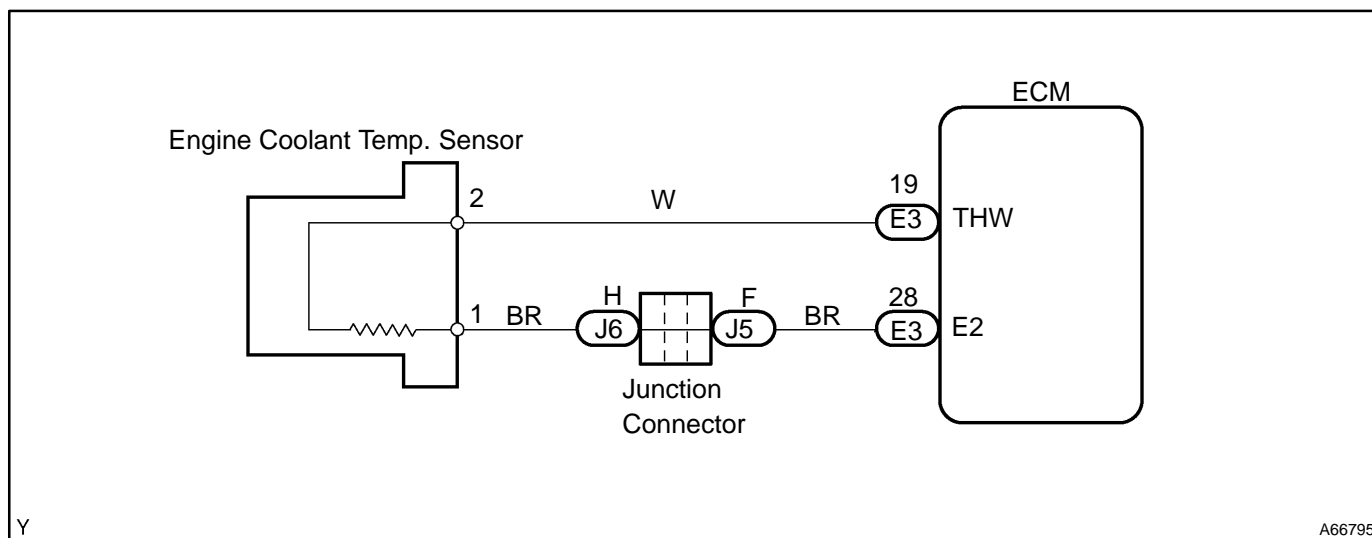 ECM
Engine Coolant Temp. Sensor
2
W
19
E3
THW
1
BR
H
J6
F
J5
BR
28
E3
E2
Junction
Connector
Y
A66795